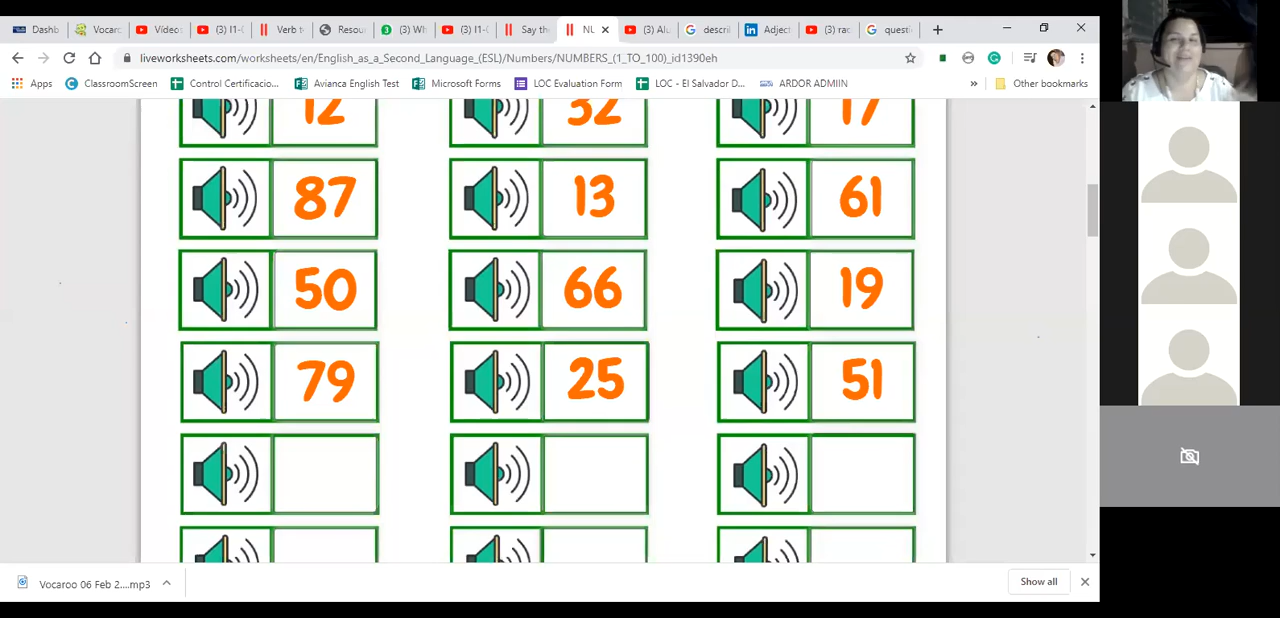 Dashb
Vocarc
Video:
(3) I1-(
Verb t
Resou
(3) Wh
(3) I1-(
Say th
NU
(3) Alu
descri
Adject
(3) rac
questi
liveworksheets.com/worksheets/en/English_as_a_Second_Language_(ESL)/Numbers/NUMBERS_(1_TO_100)_id1390eh
Apps ClassroomScreen Control Certificacio... Avianca English Test Microsoft Forms LOC Evaluation Form LOC - El Salvador D... ARDOR ADMIIN » Other bookmarks
12 32 17
87 13 61
50 66 19
79 25 51
Vocaroo 06 Feb 2....mp3
Show all